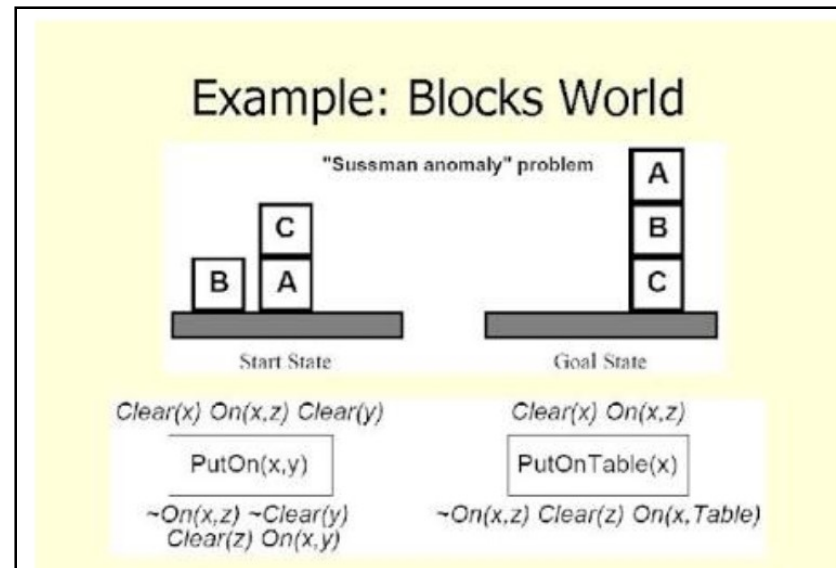 Example: Blocks World
"Sussman anomaly" problem
C
B A
Start State
A
B
C
Goal State
Clear(x) On(x,z) Clear(y)
PutOn(x,y)
~On(x,z) ~Clear(y)
Clear(z) On(x,y)
Clear(x) On(x,z)
PutOnTable(x)
~On(x,z) Clear(z) On(x,Table)